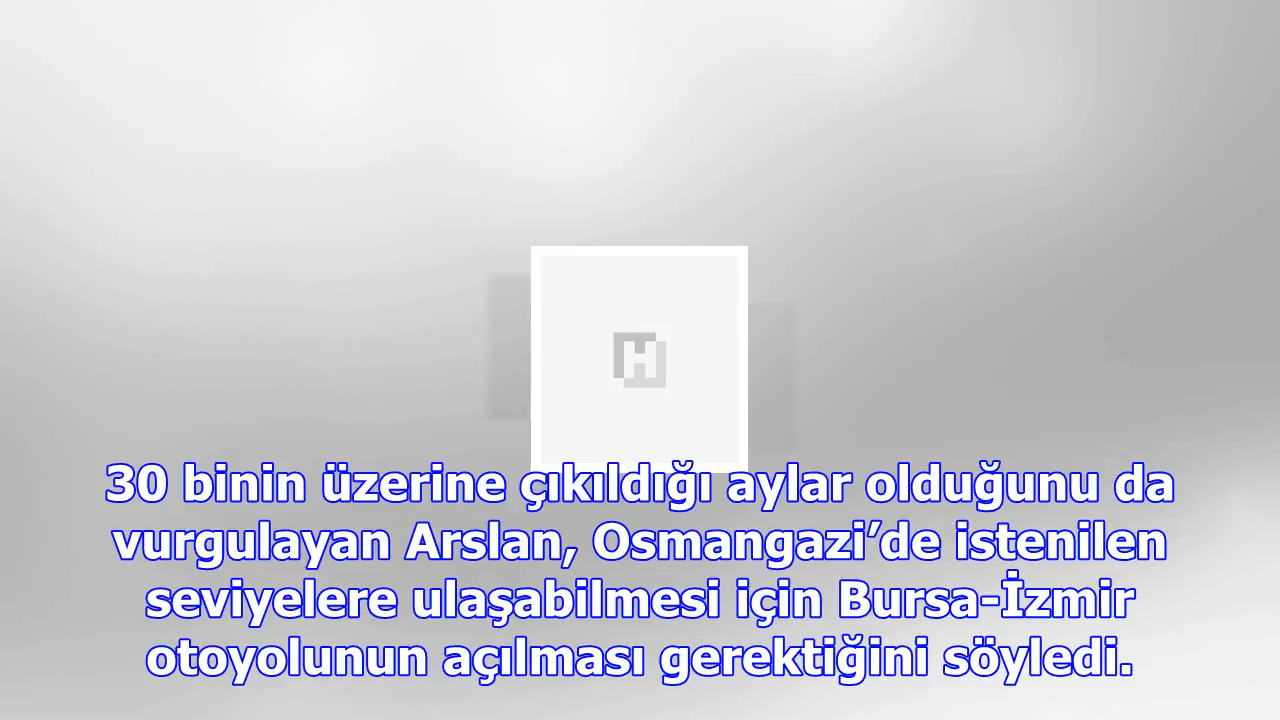 30 binin üzerine çıkıldığı aylar olduğunu da
vurgulayan Arslan, Osmangazi’de istenilen
seviyelere ulaşabilmesi için Bursa-İzmir
otoyolunun açılması gerektiğini söyledi.